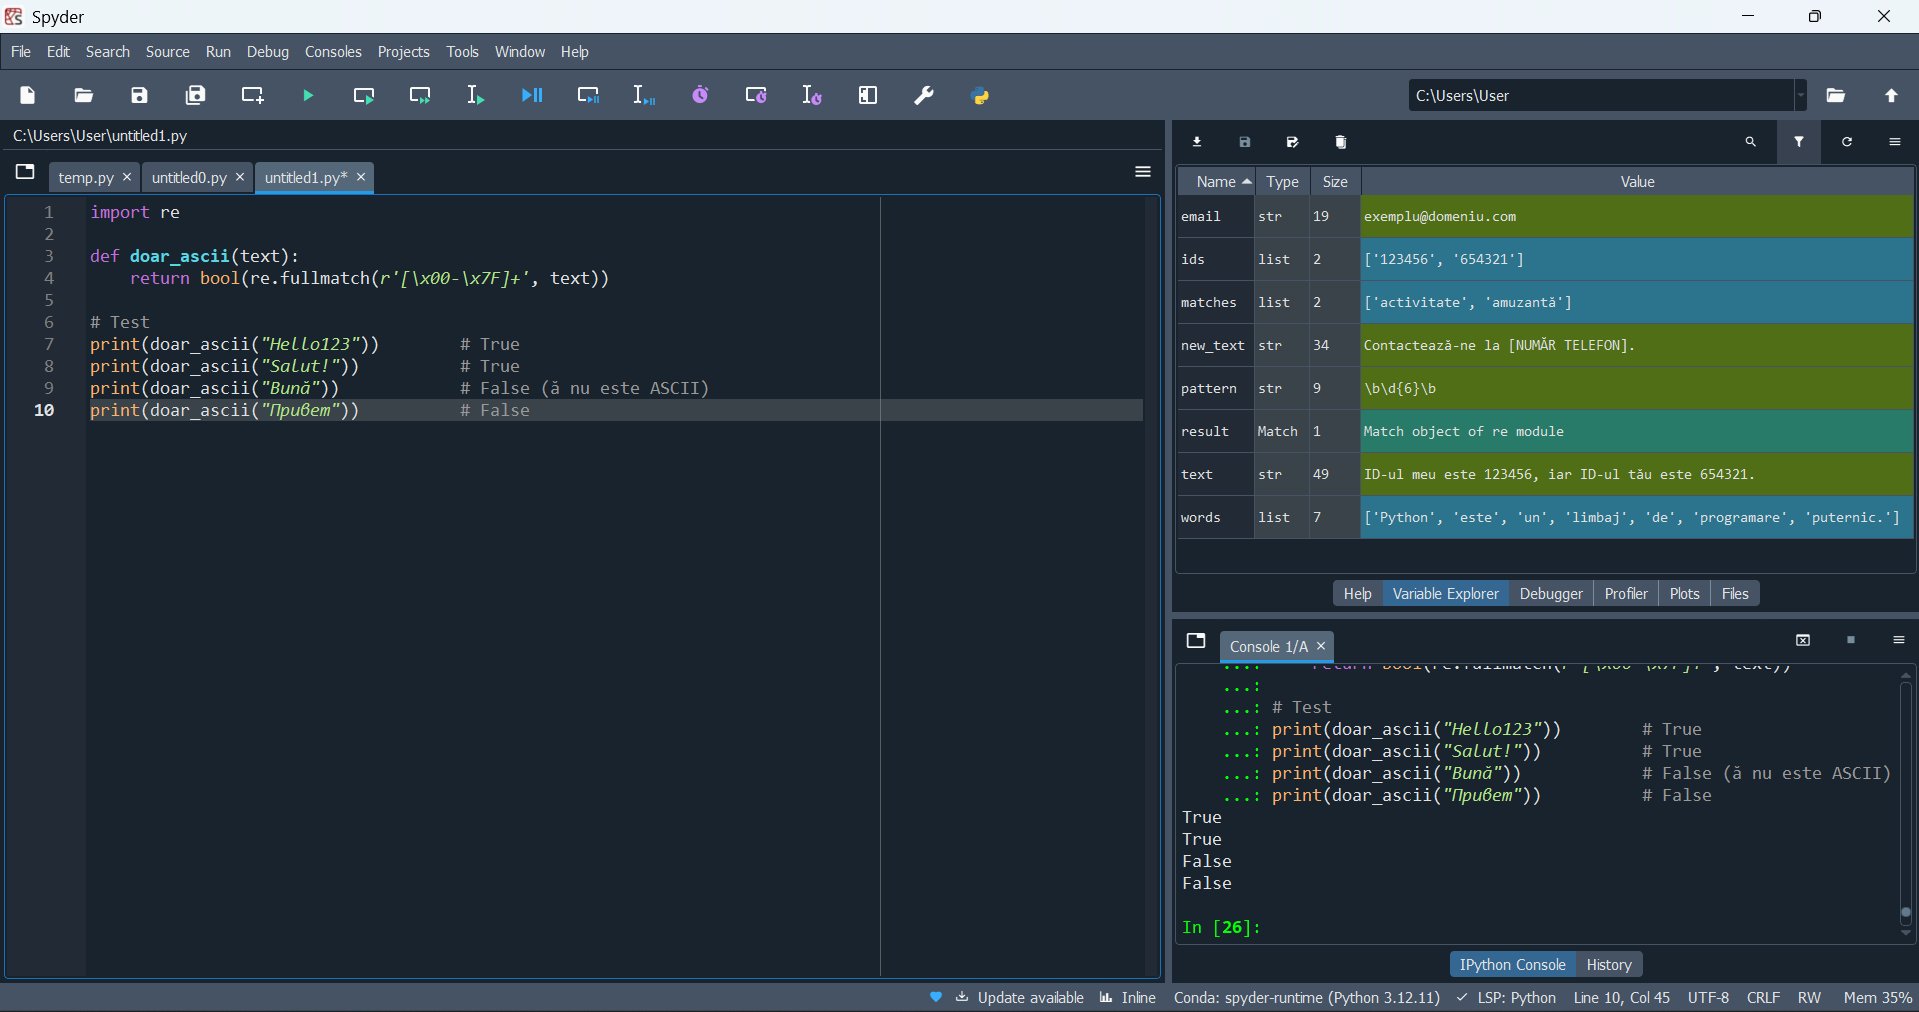 Spyder
File Edit Search Source Run Debug Consoles Projects Tools Window Help
C:\Users\User
C:\Users\User\untitled1.py
temp.py untitled0.py untitled1.py*
1 import re
2
3 def doar_ascii(text):
4     return bool(re.fullmatch(r'[\x00-\x7F]+', text))
5
6 # Test
7 print(doar_ascii("Hello123"))        # True
8 print(doar_ascii("Salut!"))          # True
9 print(doar_ascii("Bună"))            # False (ă nu este ASCII)
10 print(doar_ascii("Привет"))          # False
Name Type Size Value
email str 19 exemplu@domeniu.com
ids list 2 ['123456', '654321']
matches list 2 ['activitate', 'amuzantă']
new_text str 34 Contactează-ne la [NUMĂR TELEFON].
pattern str 9 \b\d{6}\b
result Match 1 Match object of re module
text str 49 ID-ul meu este 123456, iar ID-ul tău este 654321.
words list 7 ['Python', 'este', 'un', 'limbaj', 'de', 'programare', 'puternic.']
Help Variable Explorer Debugger Profiler Plots Files
Console 1/A
...:     return bool(re.fullmatch(r'[\x00-\x7F]+', text))
...:
...: # Test
...: print(doar_ascii("Hello123"))        # True
...: print(doar_ascii("Salut!"))          # True
...: print(doar_ascii("Bună"))            # False (ă nu este ASCII)
...: print(doar_ascii("Привет"))          # False
True
True
False
False
In [26]:
IPython Console History
Update available Inline Conda: spyder-runtime (Python 3.12.11) LSP: Python Line 10, Col 45 UTF-8 CRLF RW Mem 35%